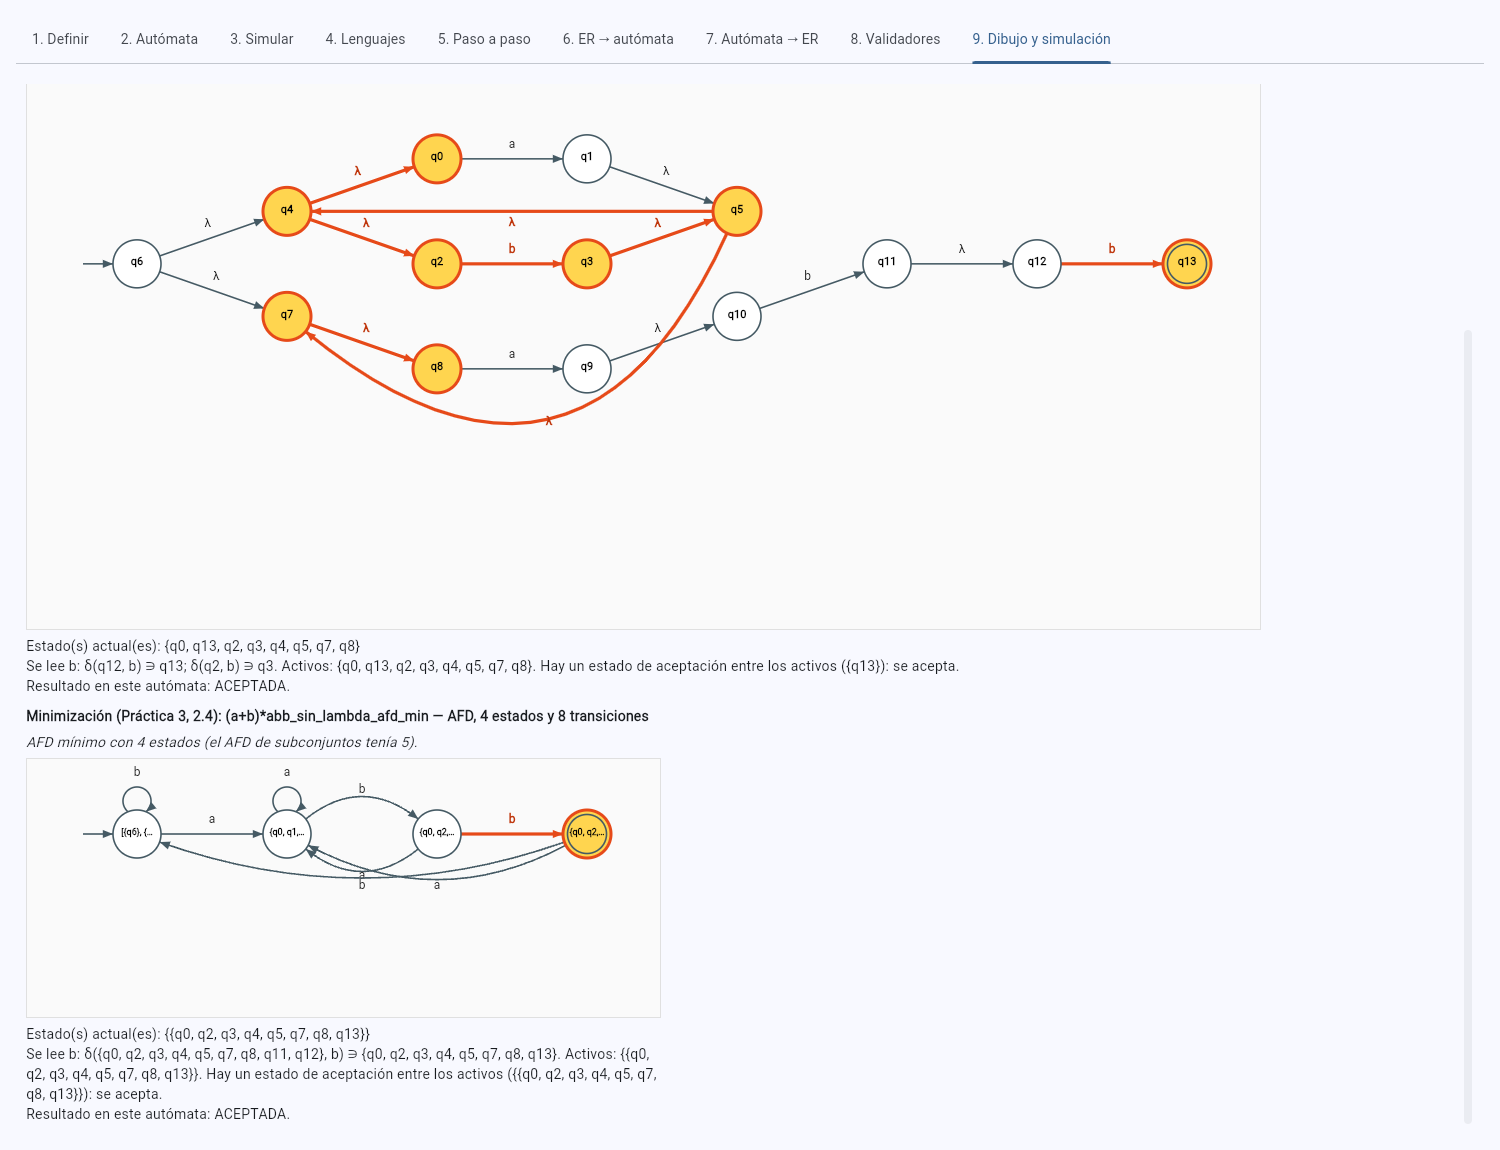 1. Definir 2. Autómata 3. Simular 4. Lenguajes 5. Paso a paso 6. ER → autómata 7. Autómata → ER 8. Validadores 9. Dibujo y simulación
q0 a q1
λ λ
q4 q5
λ λ λ λ
q6 b q11 λ q12 b q13
q2 q3
λ b
q7 q10
λ λ
q8 a q9
λ
Estado(s) actual(es): {q0, q13, q2, q3, q4, q5, q7, q8}
Se lee b: δ(q12, b) ∋ q13; δ(q2, b) ∋ q3. Activos: {q0, q13, q2, q3, q4, q5, q7, q8}. Hay un estado de aceptación entre los activos ({q13}): se acepta.
Resultado en este autómata: ACEPTADA.
Minimización (Práctica 3, 2.4): (a+b)*abb_sin_lambda_afd_min — AFD, 4 estados y 8 transiciones
AFD mínimo con 4 estados (el AFD de subconjuntos tenía 5).
b a
b
a b
[{q6}, {... {q0, q1,... {q0, q2,... {q0, q2,...
a
b a
Estado(s) actual(es): {{q0, q2, q3, q4, q5, q7, q8, q13}}
Se lee b: δ({q0, q2, q3, q4, q5, q7, q8, q11, q12}, b) ∋ {q0, q2, q3, q4, q5, q7, q8, q13}. Activos: {{q0,
q2, q3, q4, q5, q7, q8, q13}}. Hay un estado de aceptación entre los activos ({{q0, q2, q3, q4, q5, q7,
q8, q13}}): se acepta.
Resultado en este autómata: ACEPTADA.